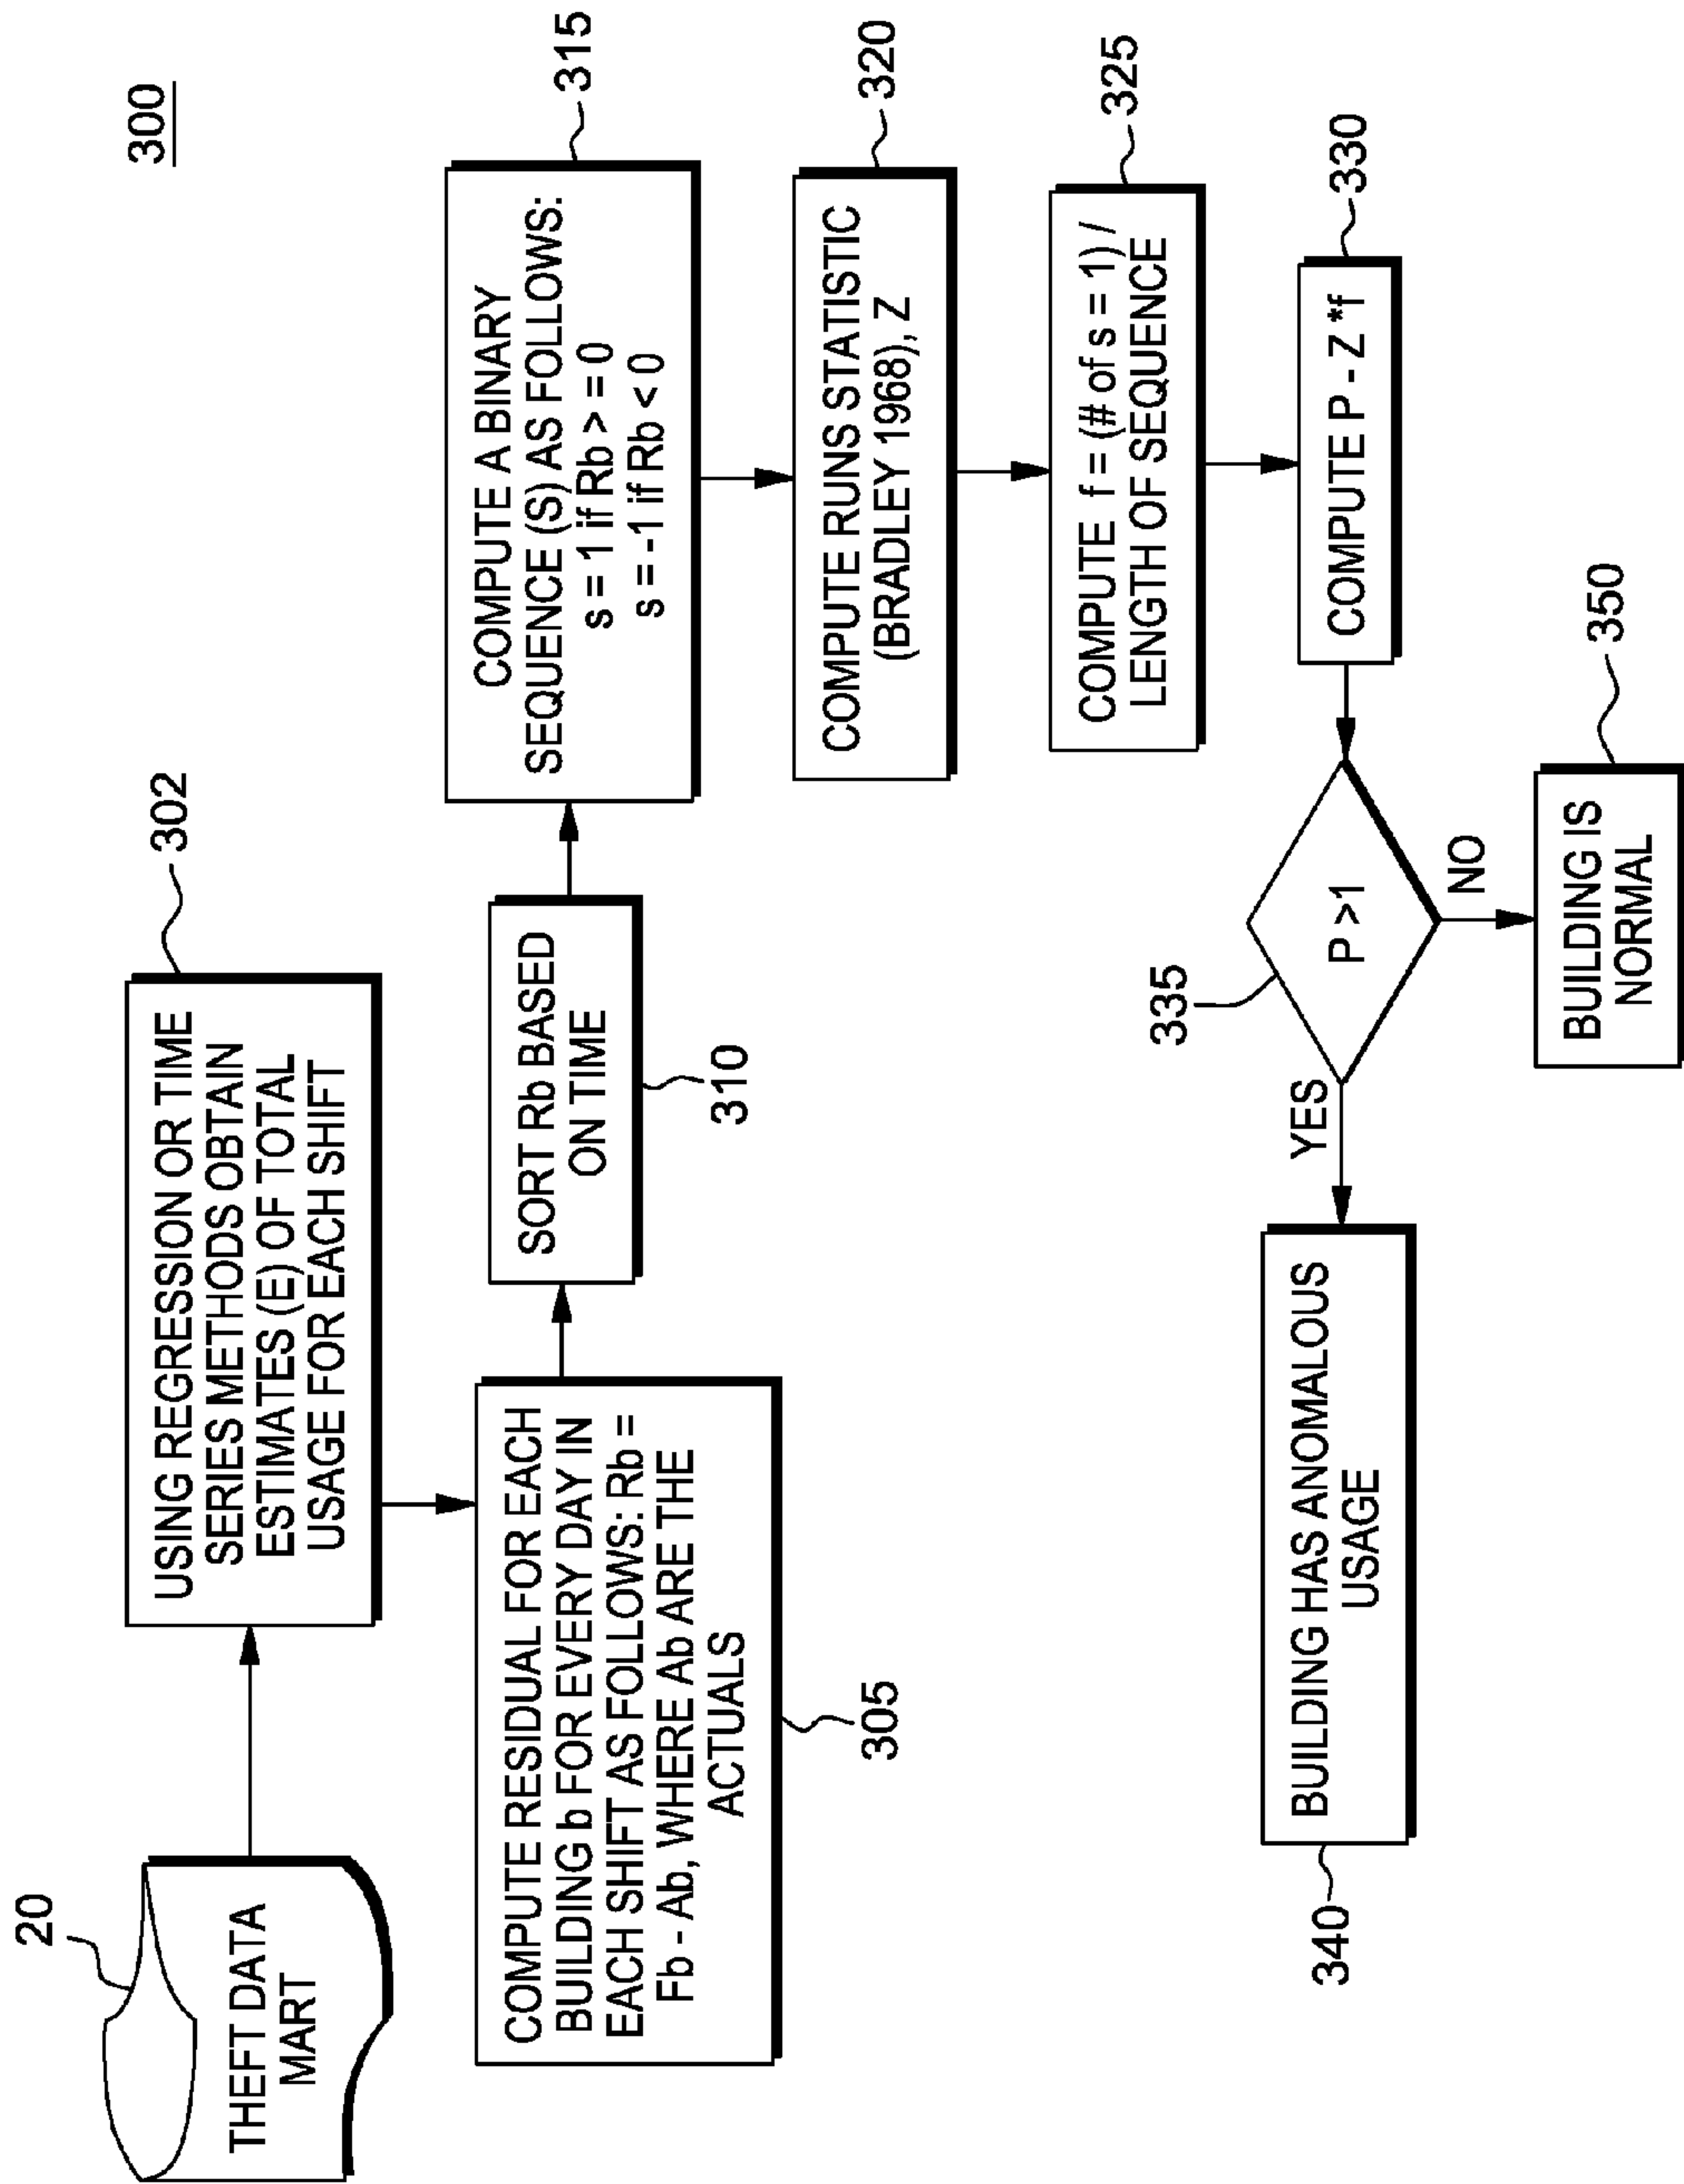 300
20
THEFT DATA
MART
302
USING REGRESSION OR TIME
SERIES METHODS OBTAIN
ESTIMATES (E) OF TOTAL
USAGE FOR EACH SHIFT
COMPUTE RESIDUAL FOR EACH
BUILDING b FOR EVERY DAY IN
EACH SHIFT AS FOLLOWS: Rb =
Fb - Ab, WHERE Ab ARE THE
ACTUALS
305
SORT Rb BASED
ON TIME
310
COMPUTE A BINARY
SEQUENCE (S) AS FOLLOWS:
s = 1 if Rb > = 0
s = -1 if Rb < 0
315
COMPUTE RUNS STATISTIC
(BRADLEY 1968), Z
320
COMPUTE f = (# of s = 1) /
LENGTH OF SEQUENCE
325
COMPUTE P - Z *f
330
P >1
335
YES
NO
BUILDING HAS ANOMALOUS
USAGE
340
BUILDING IS
NORMAL
350